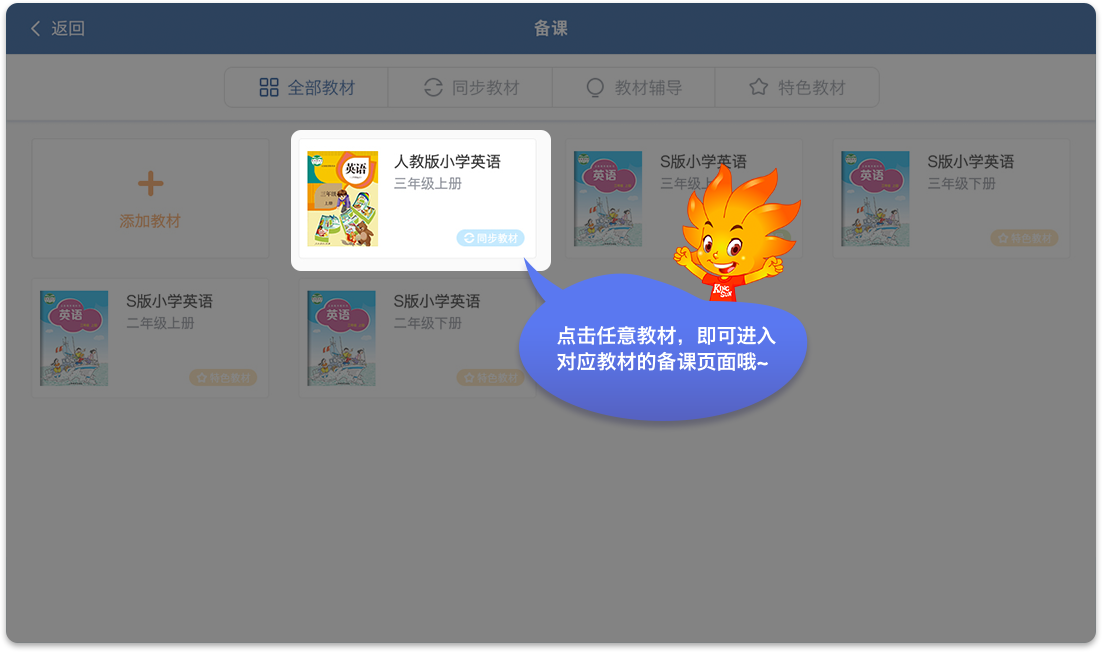 返回
备课
全部教材
同步教材
教材辅导
特色教材
添加教材
英语
三年级
上册
人教版小学英语
三年级上册
同步教材
英语
S版小学英语
三年级上
英语
S版小学英语
三年级下册
特色教材
英语
S版小学英语
二年级上册
特色教材
英语
S版小学英语
二年级下册
特色教材
点击任意教材，即可进入
对应教材的备课页面哦~